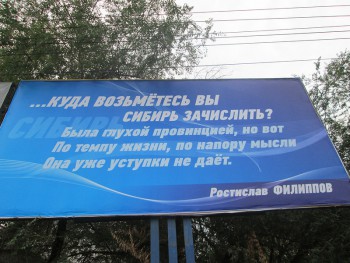 ...КУДА ВОЗЬМЁТЕСЬ ВЫ
СИБИРЬ ЗАЧИСЛИТЬ?
Была глухой провинцией, но вот
По темпу жизни, по напору мысли
Она уже уступки не даёт.
Ростислав ФИЛИППОВ
СИБИРЬ